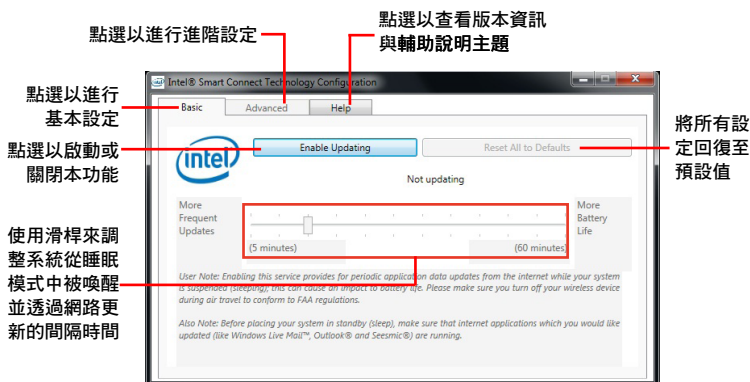 點選以進行進階設定
點選以查看版本資訊
與輔助說明主題
Intel® Smart Connect Technology Configuration
點選以進行
基本設定
Basic
Advanced
Help
點選以啟動或
關閉本功能
intel
Enable Updating
Reset All to Defaults
將所有設
定回復至
預設值
Not updating
More
Frequent
Updates
More
Battery
Life
(5 minutes)
(60 minutes)
使用滑桿來調
整系統從睡眠
模式中被喚醒
並透過網路更
新的間隔時間
User Note: Enabling this service provides for periodic application data updates from the internet while your system
is suspended (sleeping); this can cause an impact to battery life. Please make sure you turn off your wireless device
during air travel to conform to FAA regulations.
Also Note: Before placing your system in standby (sleep), make sure that internet applications which you would like
updated (like Windows Live Mail™, Outlook® and Seesmic®) are running.